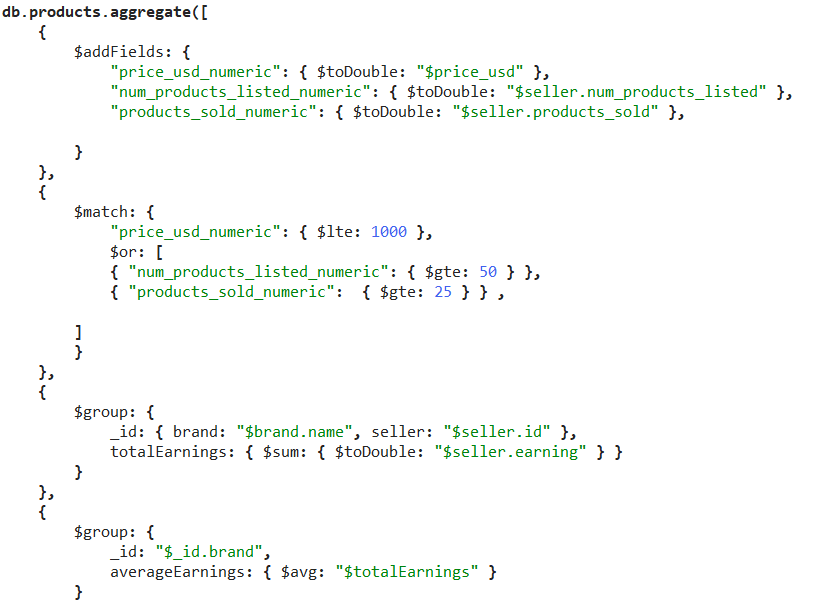 db.products.aggregate([
    {
        $addFields: {
            "price_usd_numeric": { $toDouble: "$price_usd" },
            "num_products_listed_numeric": { $toDouble: "$seller.num_products_listed" },
            "products_sold_numeric": { $toDouble: "$seller.products_sold" },
        }
    },
    {
        $match: {
            "price_usd_numeric": { $lte: 1000 },
            $or: [
            { "num_products_listed_numeric": { $gte: 50 } },
            { "products_sold_numeric":  { $gte: 25 } } ,
        ]
        }
    },
    {
        $group: {
            _id: { brand: "$brand.name", seller: "$seller.id" },
            totalEarnings: { $sum: { $toDouble: "$seller.earning" } }
        }
    },
    {
        $group: {
            _id: "$_id.brand",
            averageEarnings: { $avg: "$totalEarnings" }
        }